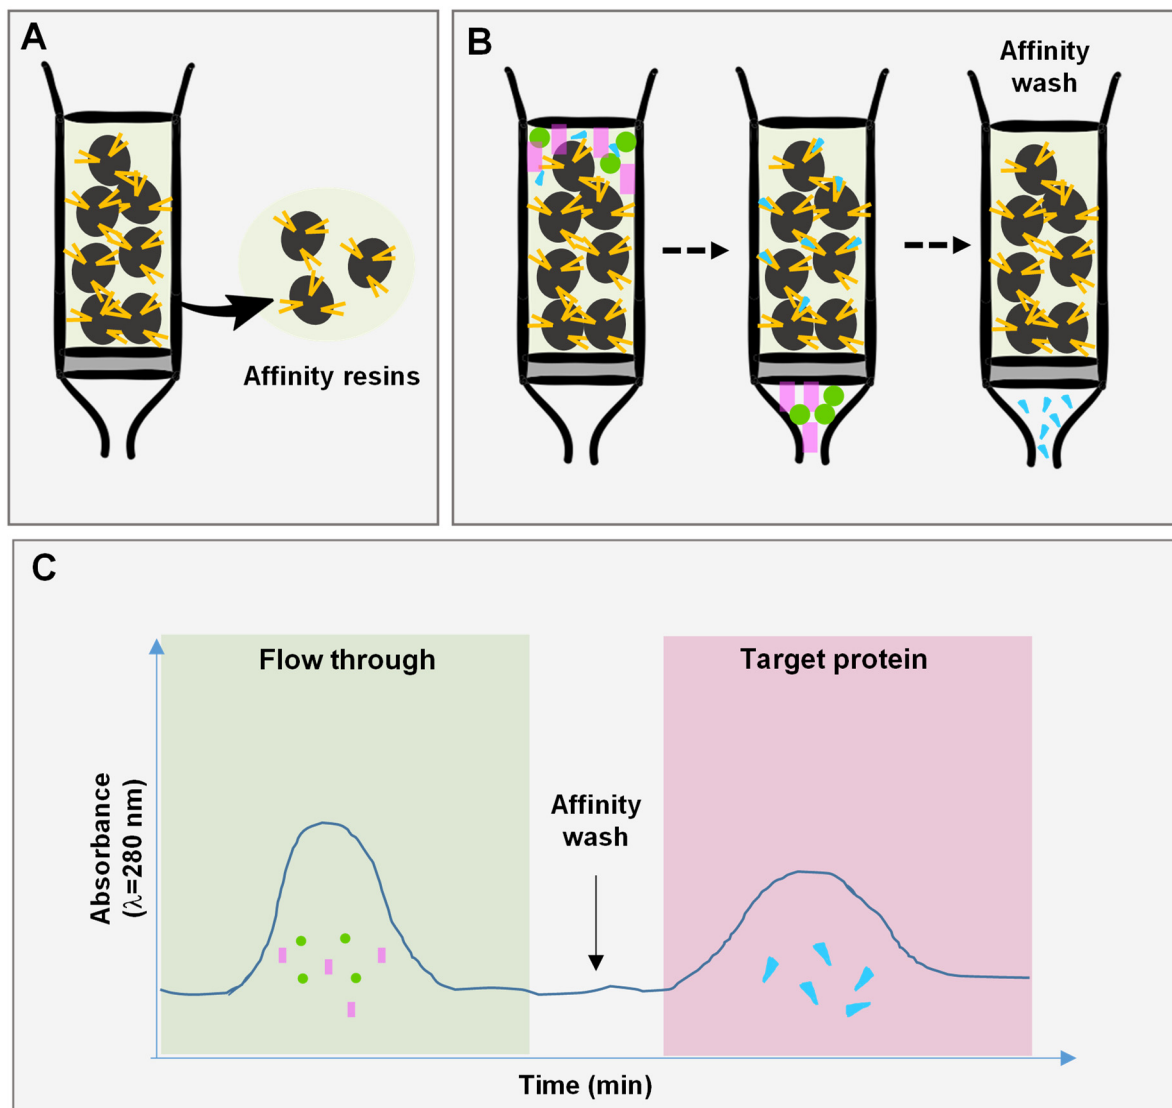 A
Affinity resins
B
Affinity
wash
C
Flow through
Target protein
Affinity
wash
Absorbance
(λ=280 nm)
Time (min)